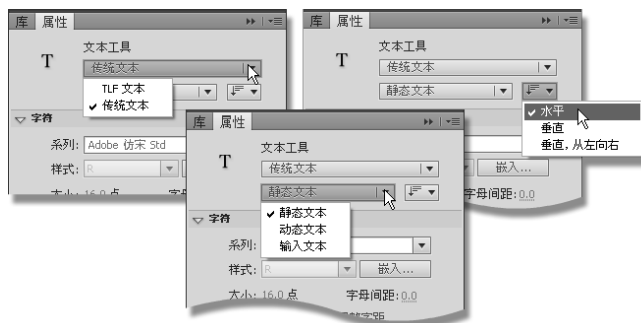 库 属性
文本工具
T
传统文本
TLF 文本
传统文本
字符
系列: Adobe 仿宋 Std
样式: R
大小: 16.0 点
库 属性
文本工具
T
传统文本
静态文本
水平
垂直
垂直,从左向右
嵌入...
字母间距: 0.0
库 属性
文本工具
T
传统文本
静态文本
静态文本
动态文本
输入文本
字符
系列:
样式: R
嵌入...
大小: 16.0 点 字母间距: 0.0